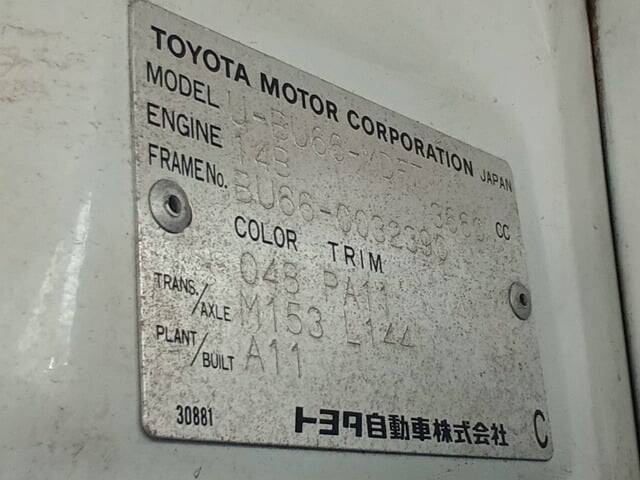 TOYOTA MOTOR CORPORATION JAPAN
MODEL
ENGINE 14B 3660 CC
FRAME No. BU66-0032390
COLOR TRIM
048 PA11
TRANS./AXLE M153 L144
PLANT/BUILT A11
30881 トヨタ自動車株式会社 C